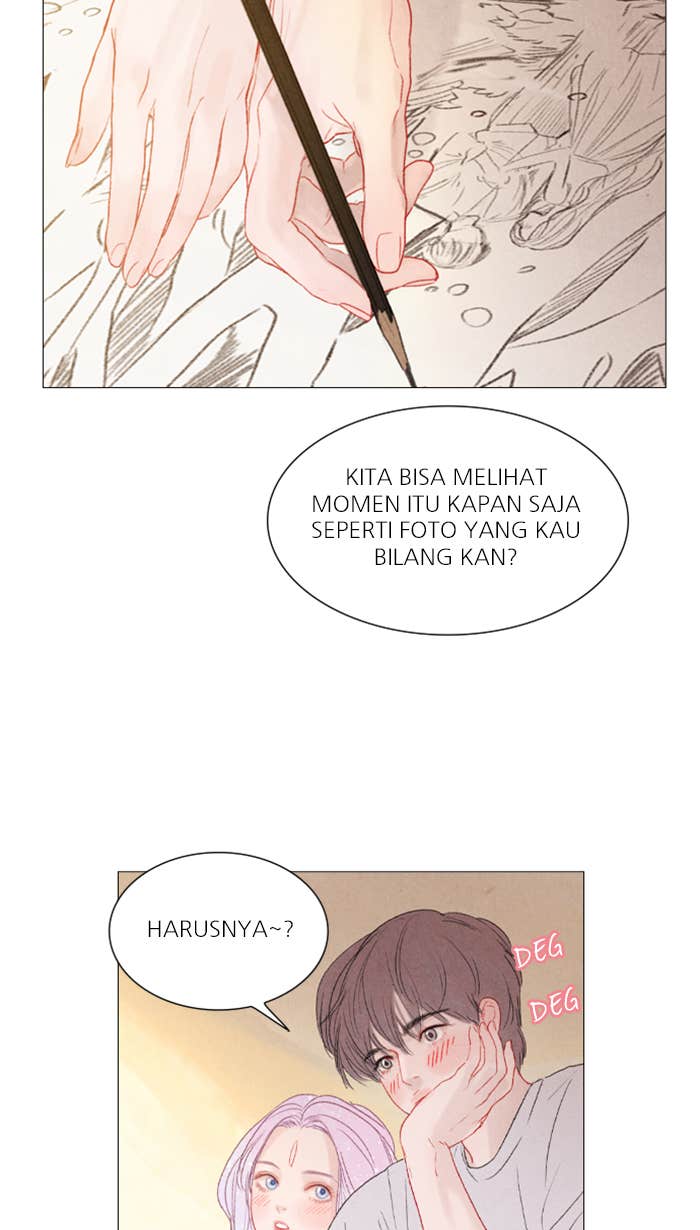 KITA BISA MELIHAT
MOMEN ITU KAPAN SAJA
SEPERTI FOTO YANG KAU
BILANG KAN?
HARUSNYA~?
DEG
DEG